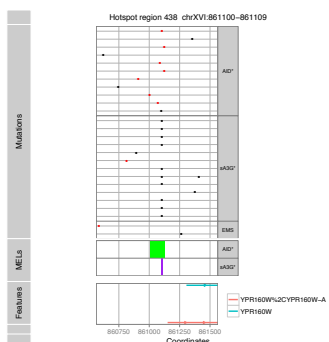 Hotspot region 438 chrXVI:861100–861109
Mutations
AID*
sA3G*
EMS
MELs
AID*
sA3G*
Features
YPR160W%2CYPR160W–A
YPR160W
860750 861000 861250 861500
Coordinates